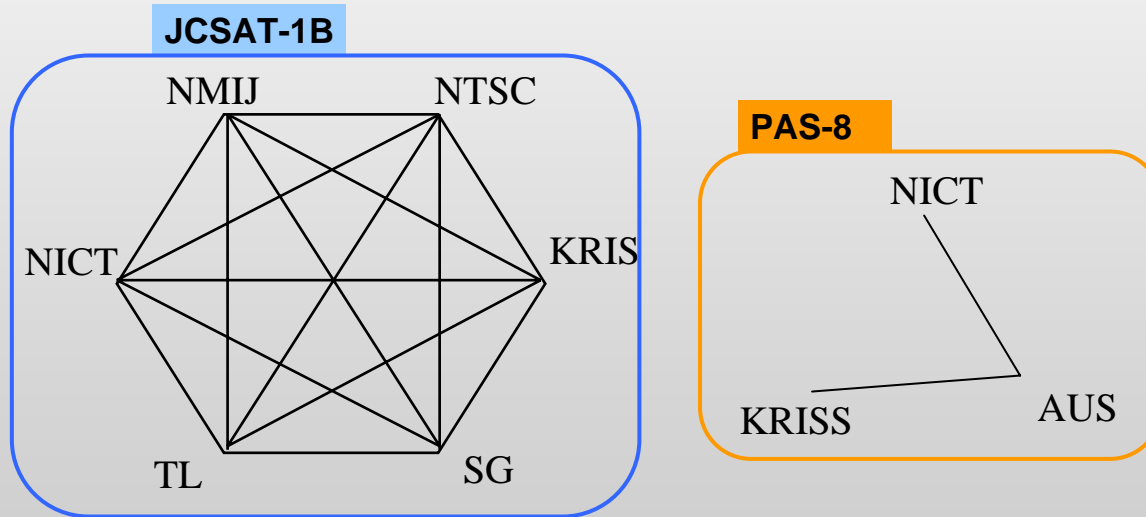 JCSAT-1B
NMIJ
NTSC
NICT
KRIS
TL
SG
PAS-8
NICT
KRISS
AUS